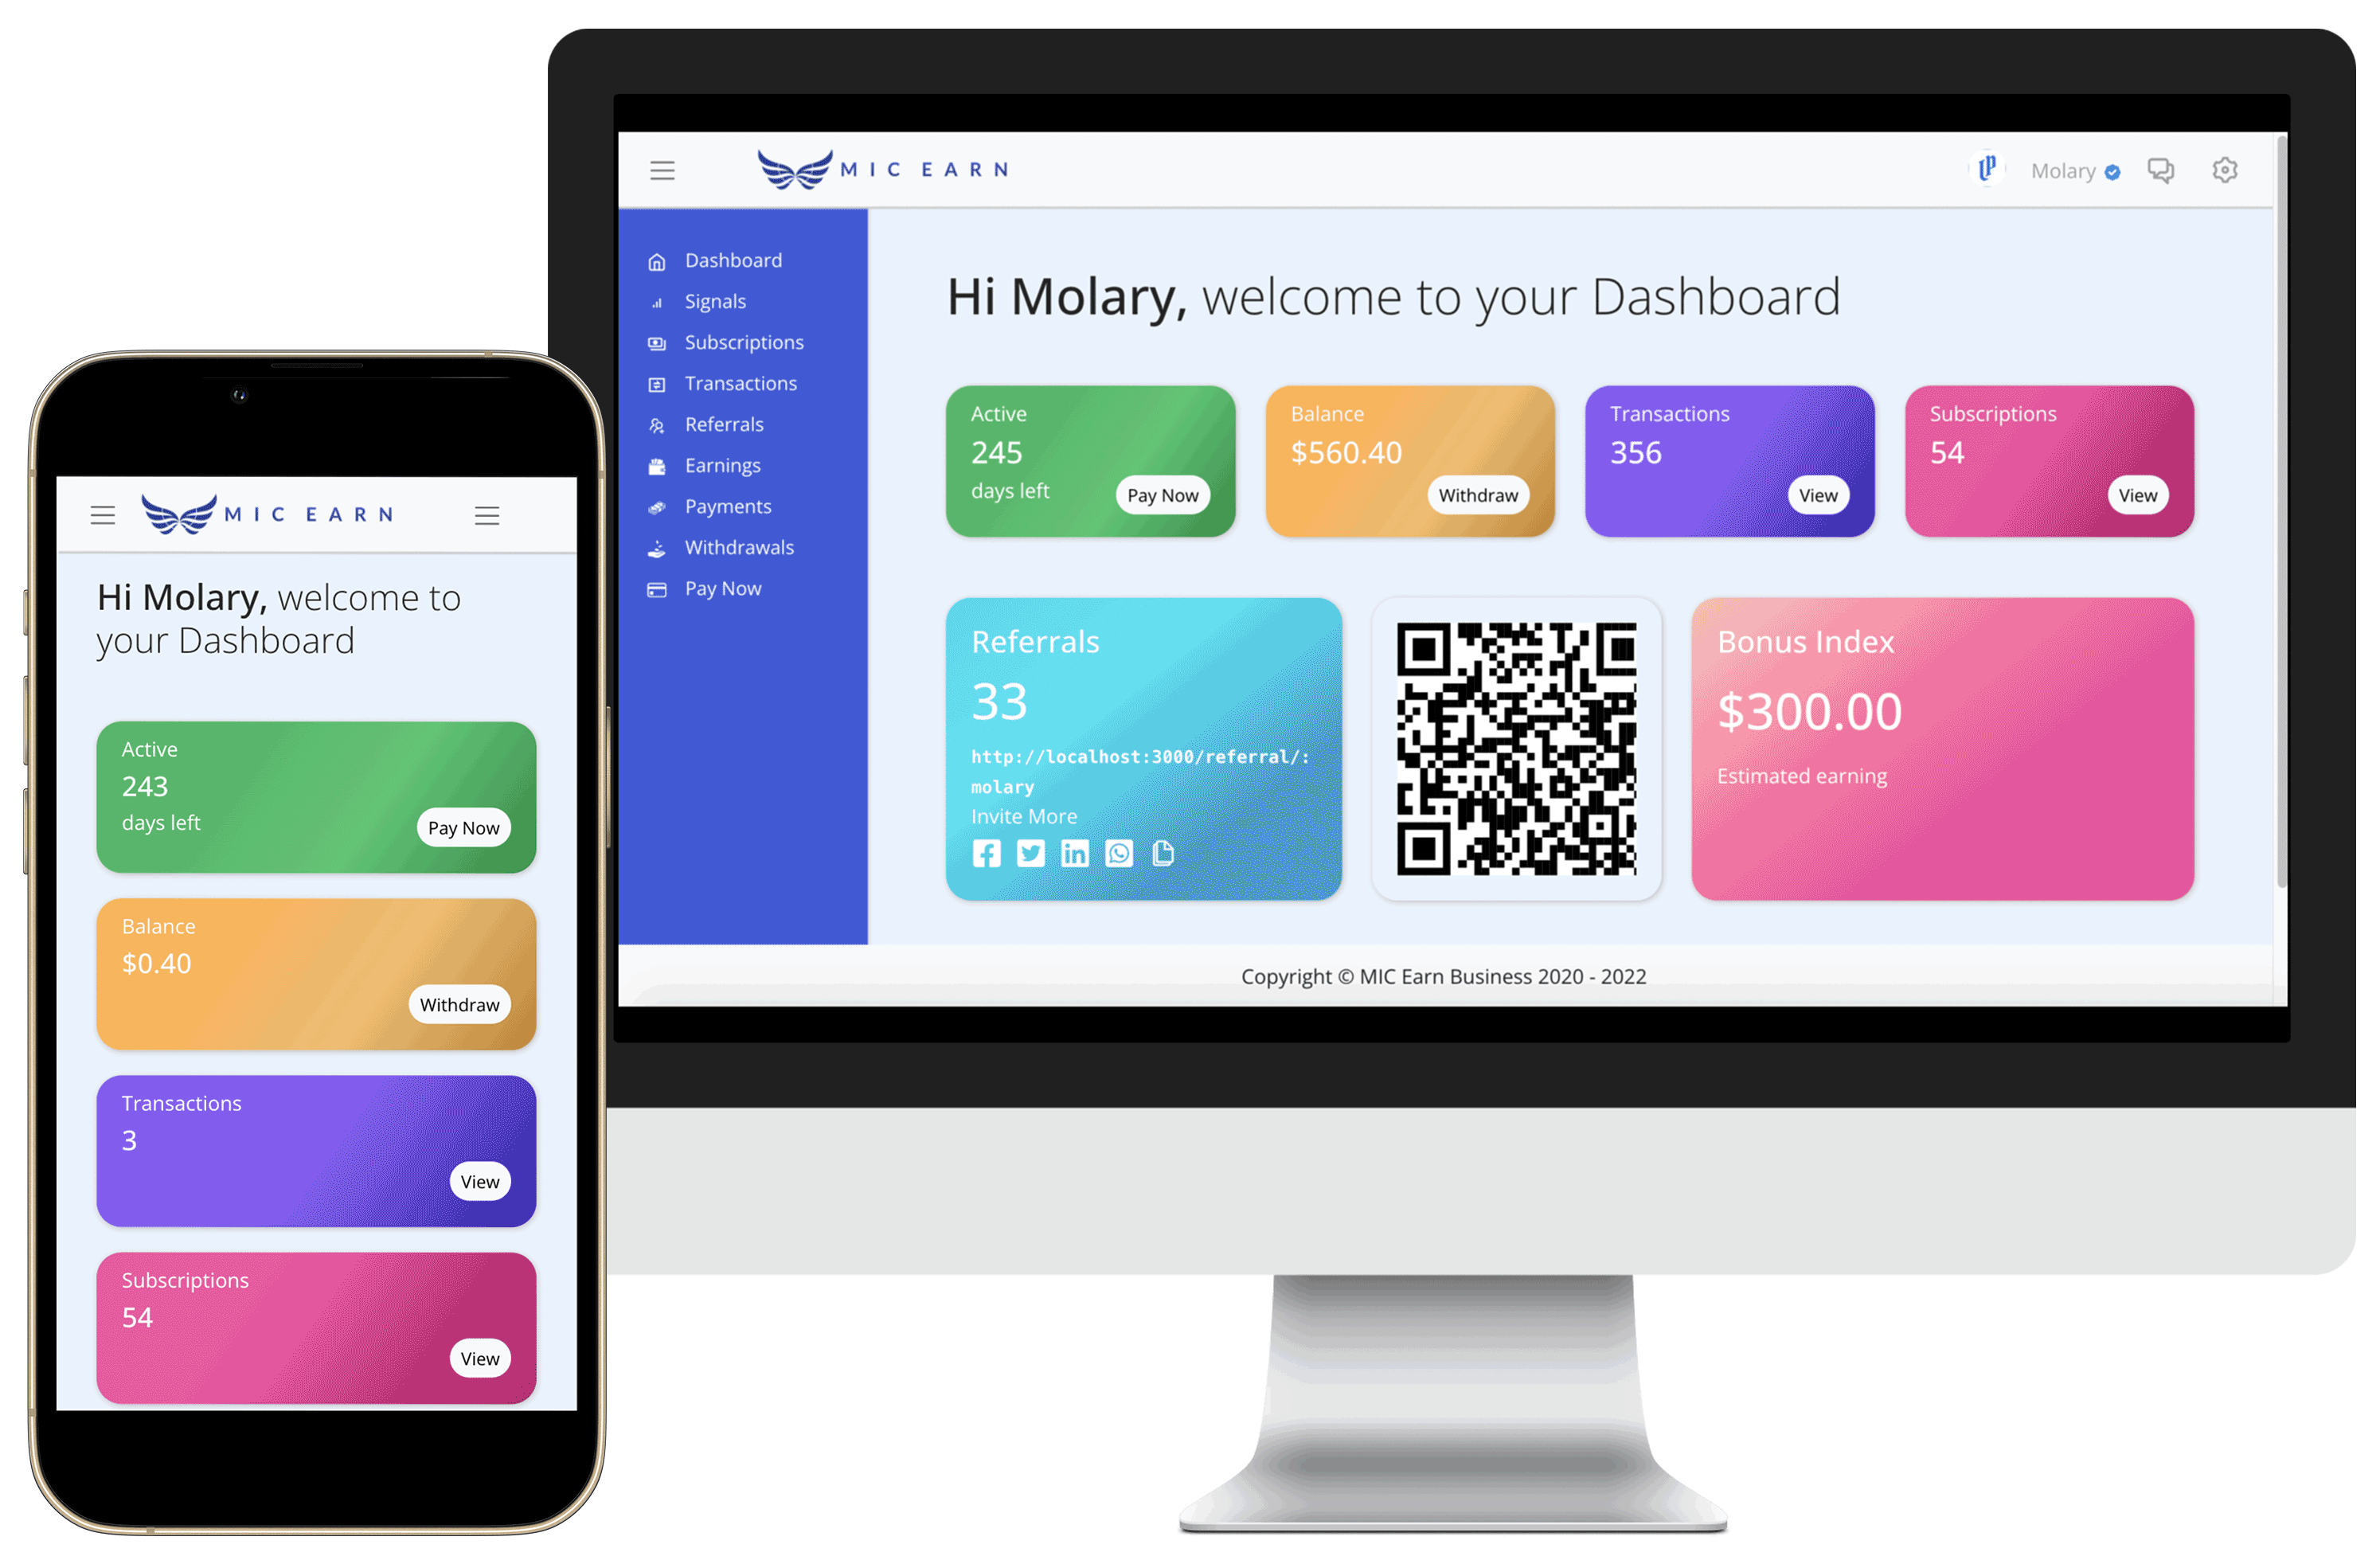 MIC EARN
Molary
Dashboard
Signals
Subscriptions
Transactions
Referrals
Earnings
Payments
Withdrawals
Pay Now
Hi Molary, welcome to your Dashboard
Active
245
days left
Pay Now
Balance
$560.40
Withdraw
Transactions
356
View
Subscriptions
54
View
Referrals
33
http://localhost:3000/referral/:
molary
Invite More
Bonus Index
$300.00
Estimated earning
Copyright © MIC Earn Business 2020 - 2022
MIC EARN
Hi Molary, welcome to
your Dashboard
Active
243
days left
Pay Now
Balance
$0.40
Withdraw
Transactions
3
View
Subscriptions
54
View